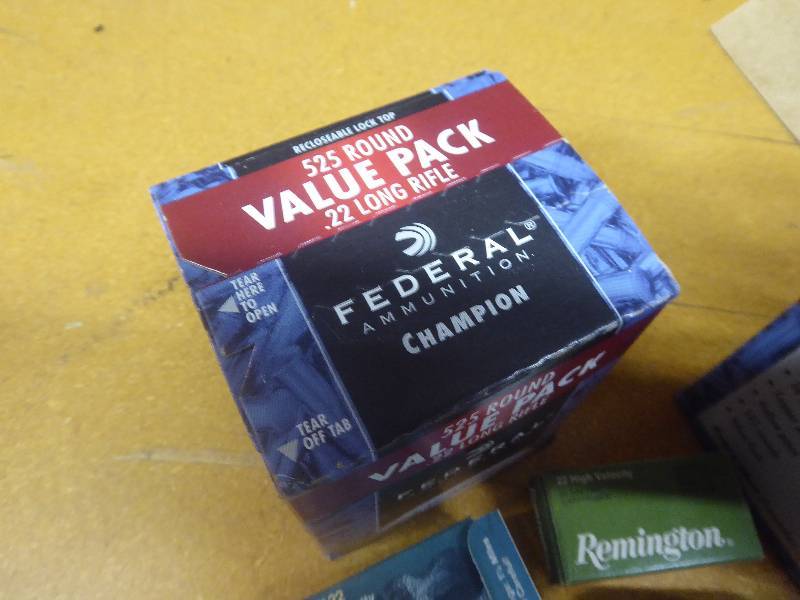 RECLOSEABLE LOCK TOP
525 ROUND
VALUE PACK
.22 LONG RIFLE
FEDERAL®
AMMUNITION
CHAMPION
TEAR
HERE
TO
OPEN
TEAR
OFF TAB
525 ROUND
VALUE PACK
.22 LONG RIFLE
FEDERAL
22 High Velocity
Remington